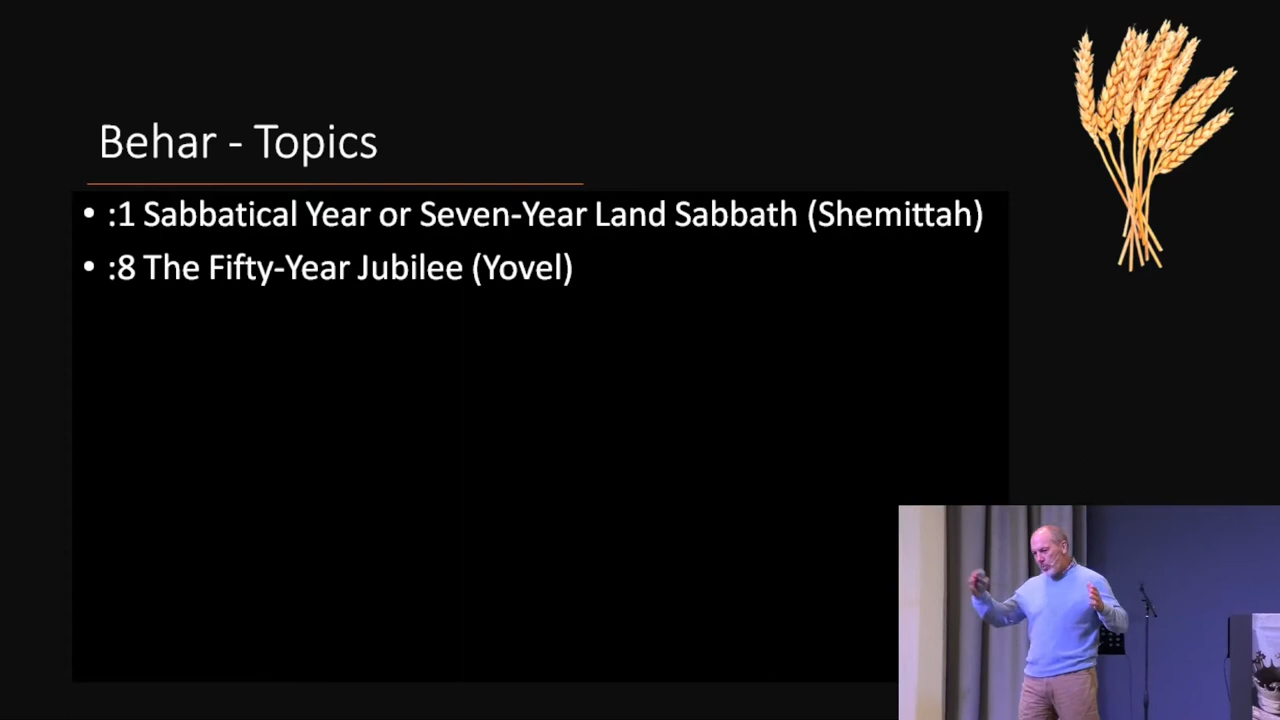 Behar - Topics
• :1 Sabbatical Year or Seven-Year Land Sabbath (Shemittah)
• :8 The Fifty-Year Jubilee (Yovel)